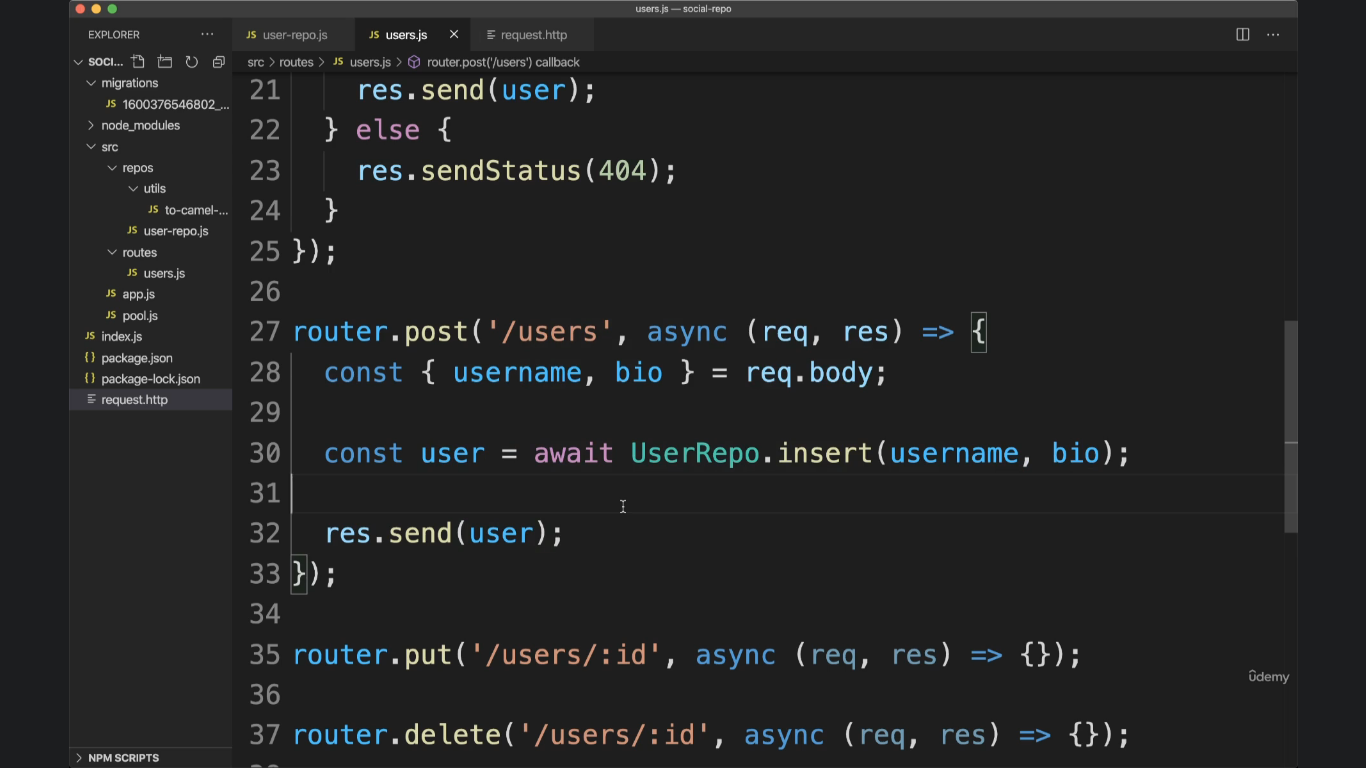 users.js — social-repo
EXPLORER ···
JS user-repo.js
JS users.js ×
request.http
···
SOCI...
src > routes > JS users.js > router.post('/users') callback
migrations
JS 1600376546802_...
node_modules
src
repos
utils
JS to-camel-...
JS user-repo.js
routes
JS users.js
JS app.js
JS pool.js
JS index.js
{} package.json
{} package-lock.json
request.http
NPM SCRIPTS
21 res.send(user);
22 } else {
23 res.sendStatus(404);
24 }
25 });
26
27 router.post('/users', async (req, res) => {
28 const { username, bio } = req.body;
29
30 const user = await UserRepo.insert(username, bio);
31
32 res.send(user);
33 });
34
35 router.put('/users/:id', async (req, res) => {});
36
37 router.delete('/users/:id', async (req, res) => {});
ûdemy